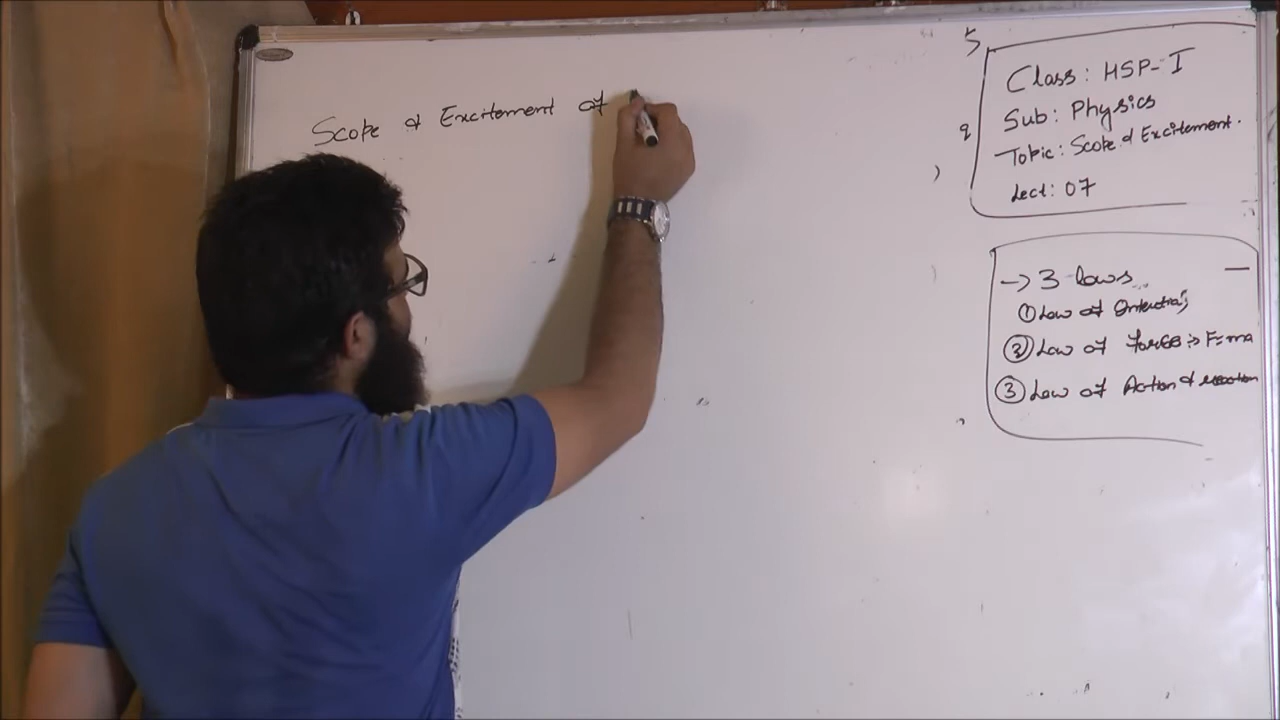 Scope & Excitement of
Class: HSP-I
Sub: Physics
Topic: Scope & Excitement.
Lect: 07
→ 3 laws
① Law of
② Law of Forces :> F=ma
③ Law of Action & reaction